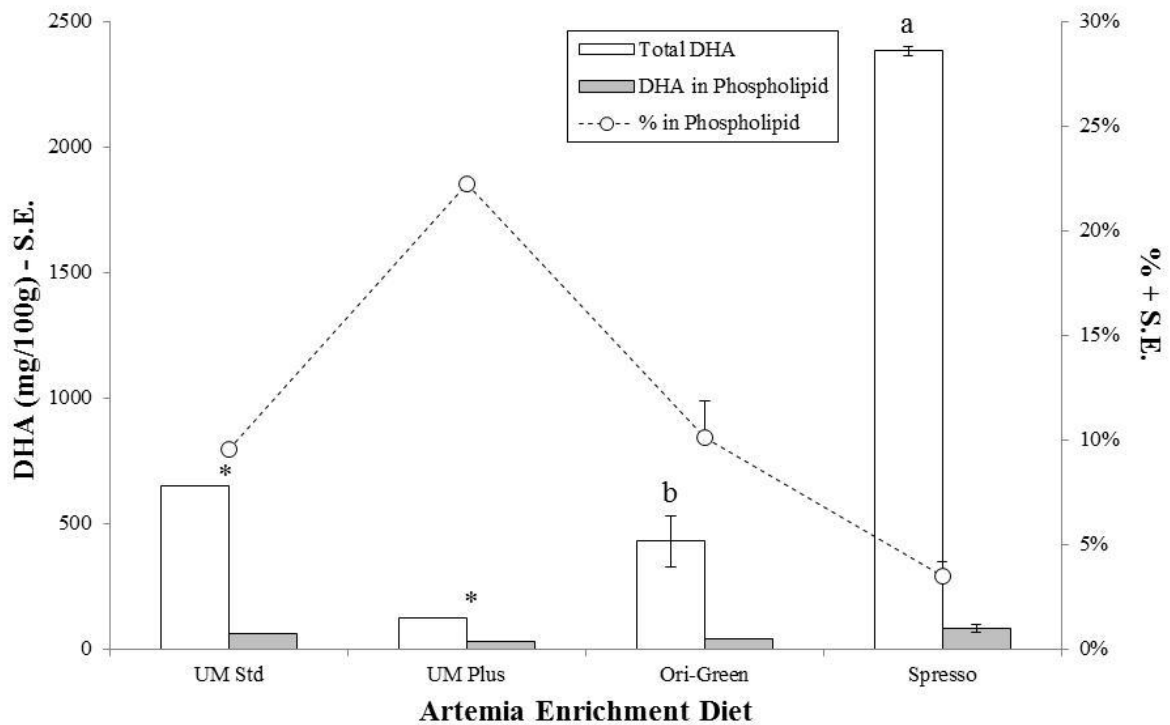 2500
2000
1500
1000
500
0
DHA (mg/100g) - S.E.
Total DHA
DHA in Phospholipid
% in Phospholipid
a
b
*
*
30%
25%
20%
15%
10%
5%
0%
% + S.E.
UM Std UM Plus Ori-Green Spresso
Artemia Enrichment Diet